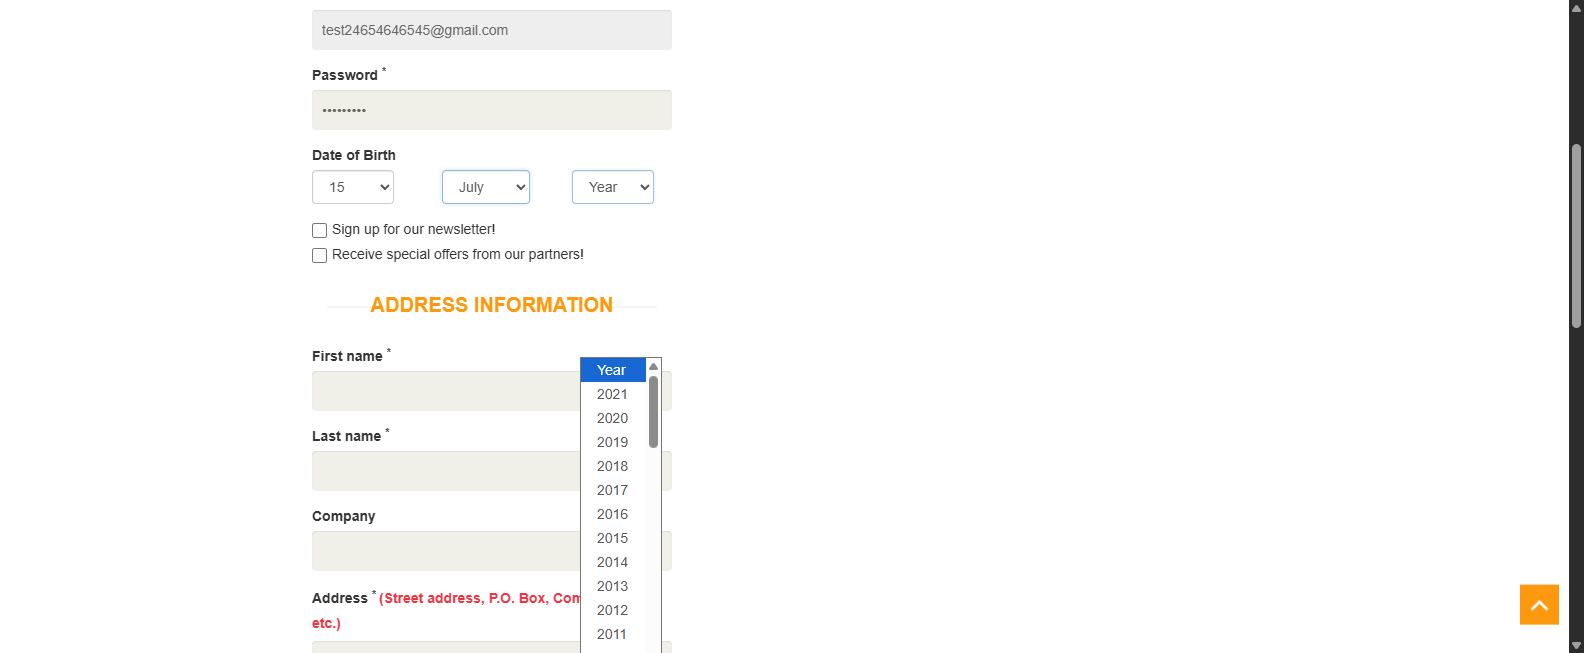 test24654646545@gmail.com
Password *
•••••••••
Date of Birth
15 July Year
Sign up for our newsletter!
Receive special offers from our partners!
ADDRESS INFORMATION
First name *
Year
2021
2020
2019
2018
2017
2016
2015
2014
2013
2012
2011
Last name *
Company
Address * (Street address, P.O. Box, Com
etc.)